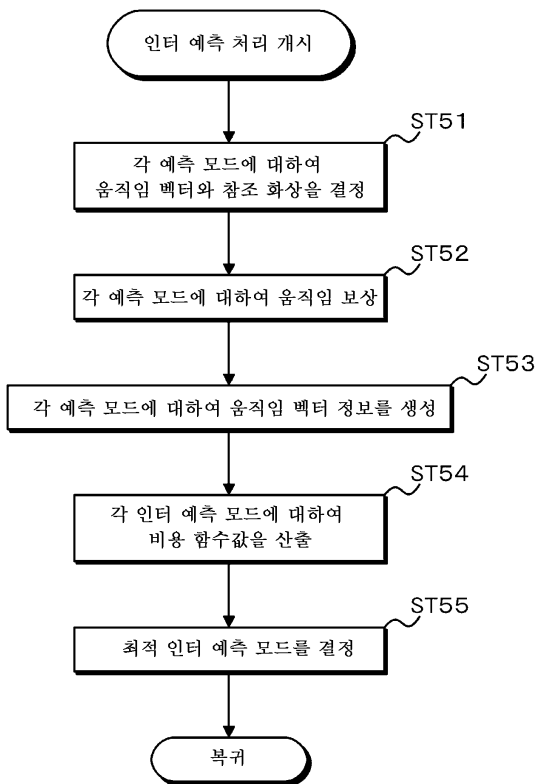 인터 예측 처리 개시
ST51
각 예측 모드에 대하여
움직임 벡터와 참조 화상을 결정
ST52
각 예측 모드에 대하여 움직임 보상
ST53
각 예측 모드에 대하여 움직임 벡터 정보를 생성
ST54
각 인터 예측 모드에 대하여
비용 함수값을 산출
ST55
최적 인터 예측 모드를 결정
복귀